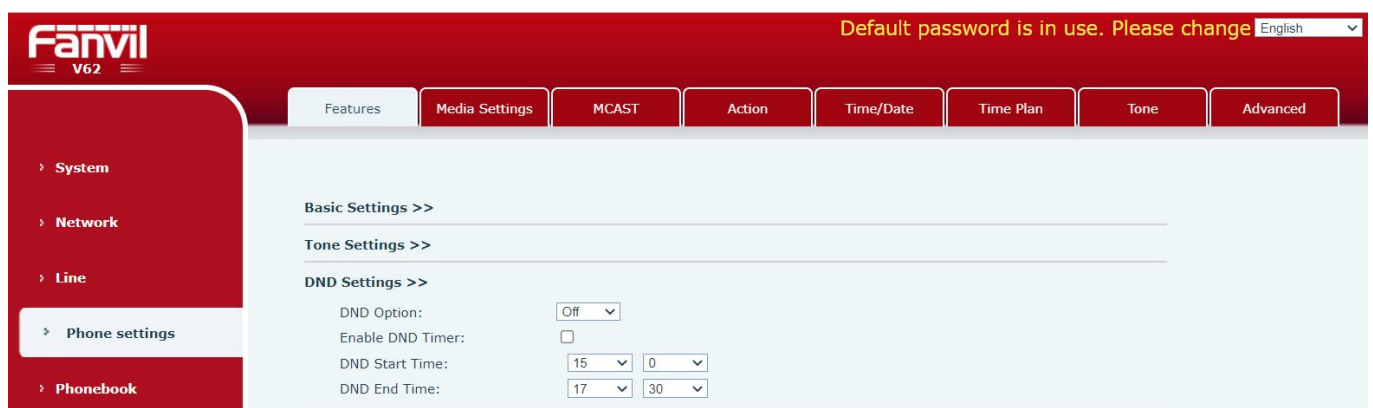 Fanvil
V62
Default password is in use. Please change English
Features Media Settings MCAST Action Time/Date Time Plan Tone Advanced
› System
› Network
› Line
› Phone settings
› Phonebook
Basic Settings >>
Tone Settings >>
DND Settings >>
DND Option: Off
Enable DND Timer:
DND Start Time: 15 0
DND End Time: 17 30